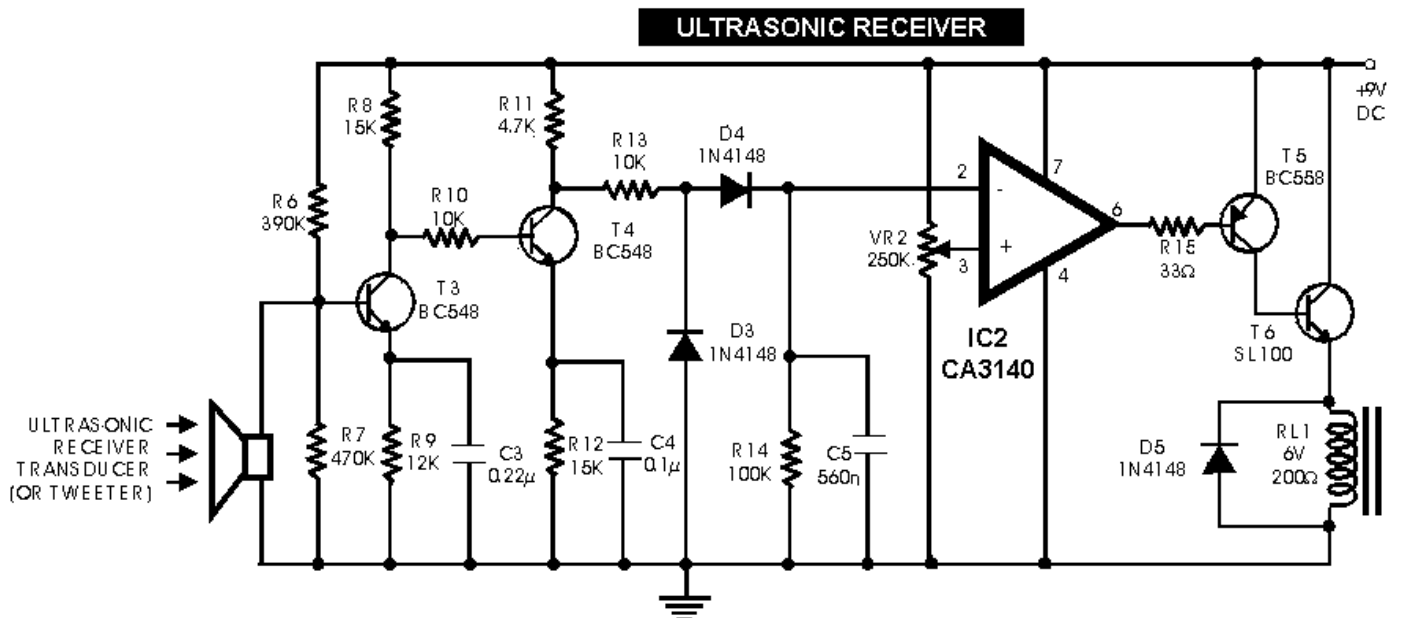 ULTRASONIC RECEIVER
+9V
DC
R8
15K
R11
4.7K
R13
10K
D4
1N4148
R6
390K
R10
10K
T4
BC548
T3
BC548
2
-
7
6
VR2
250K
3
+
4
R15
33Ω
T5
BC558
T6
SL100
IC2
CA3140
D3
1N4148
ULTRASONIC
RECEIVER
TRANSDUCER
(OR TWEETER)
R7
470K
R9
12K
C3
0.22µ
R12
15K
C4
0.1µ
R14
100K
C5
560n
D5
1N4148
RL1
6V
200Ω